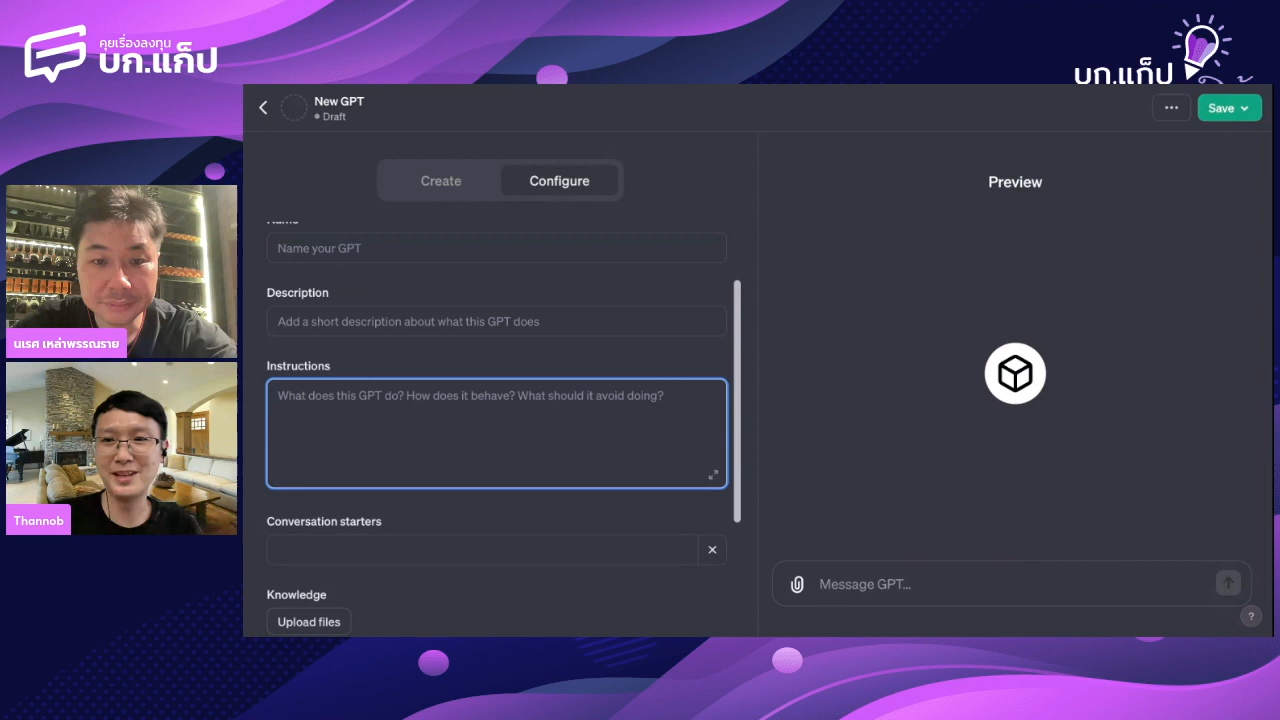 คุยเรื่องลงทุน
บก.แก๊ป
บก.แก๊ป
New GPT
Draft
Save
Create
Configure
Preview
Name
Name your GPT
Description
Add a short description about what this GPT does
Instructions
What does this GPT do? How does it behave? What should it avoid doing?
Conversation starters
Knowledge
Upload files
Message GPT...
?
นเรศ เหล่าพรรณราย
Thannob